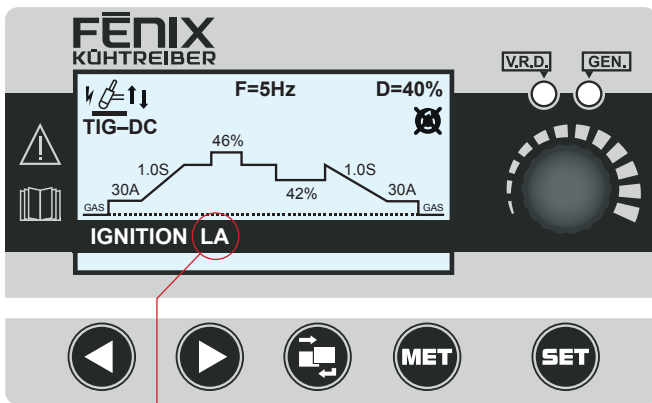 FĒNIX
KÜHTREIBER
V.R.D. GEN.
F=5Hz D=40%
TIG–DC
46%
1.0S 1.0S
30A 42% 30A
GAS GAS
IGNITION LA
MET SET